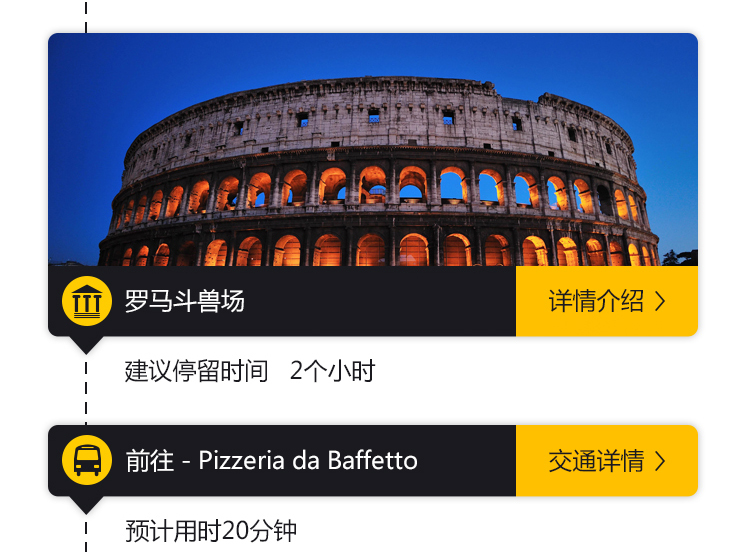 罗马斗兽场
详情介绍
建议停留时间 2个小时
前往 - Pizzeria da Baffetto
交通详情
预计用时20分钟